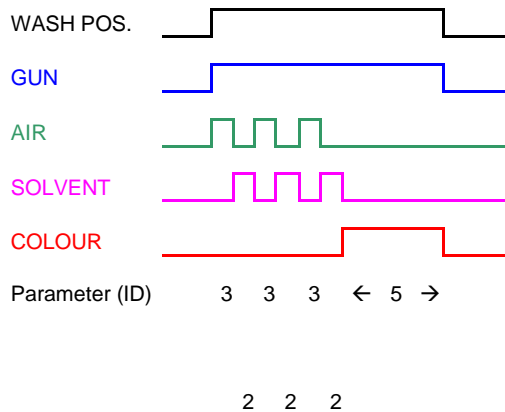 WASH POS.
GUN
AIR
SOLVENT
COLOUR
Parameter (ID) 3 3 3 ← 5 →
2 2 2